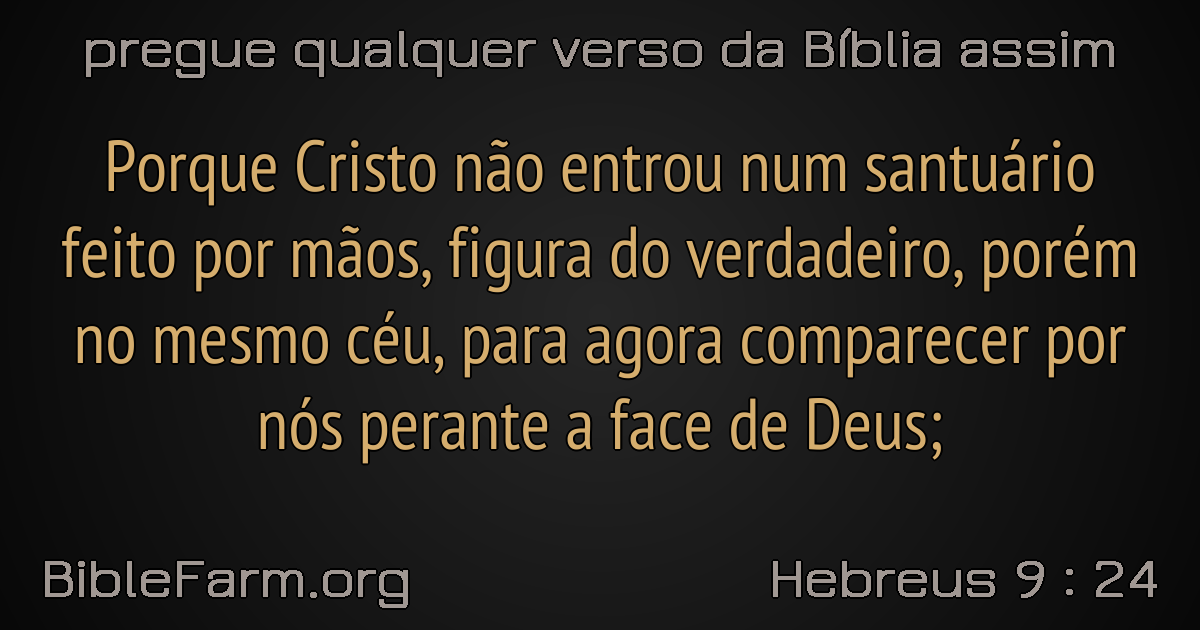 pregue qualquer verso da Bíblia assim
Porque Cristo não entrou num santuário
feito por mãos, figura do verdadeiro, porém
no mesmo céu, para agora comparecer por
nós perante a face de Deus;
BibleFarm.org
Hebreus 9 : 24